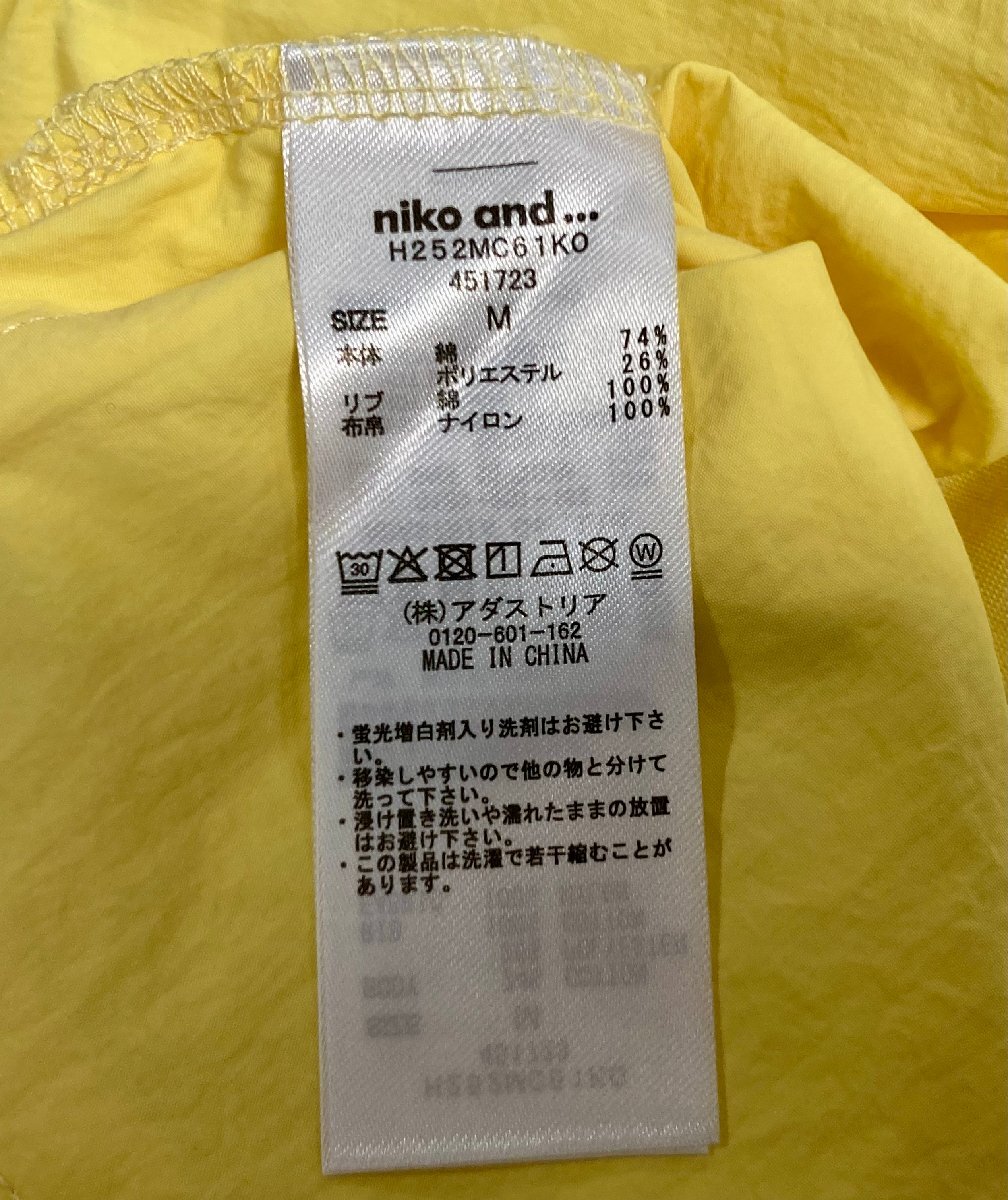 niko and ...
H252MC61K0
451723
SIZE M
本体 綿 74%
ポリエステル 26%
リブ 綿 100%
布帛 ナイロン 100%
30 W
(株)アダストリア
0120-601-162
MADE IN CHINA
・蛍光増白剤入り洗剤はお避け下さ
い。
・移染しやすいので他の物と分けて
洗って下さい。
・浸け置き洗いや濡れたままの放置
はお避け下さい。
・この製品は洗濯で若干縮むことが
あります。